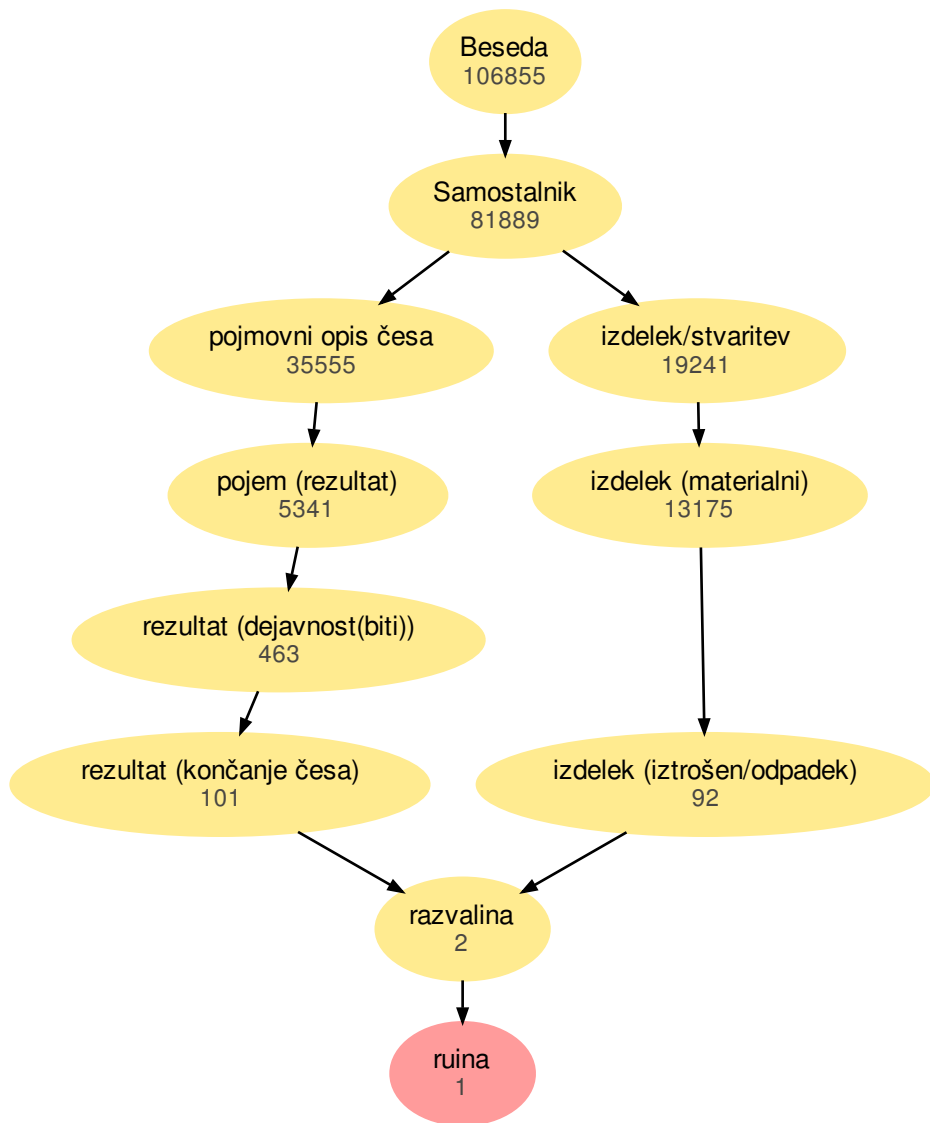 Beseda
106855
Samostalnik
81889
pojmovni opis česa
35555
izdelek/stvaritev
19241
pojem (rezultat)
5341
izdelek (materialni)
13175
rezultat (dejavnost(biti))
463
rezultat (končanje česa)
101
izdelek (iztrošen/odpadek)
92
razvalina
2
ruina
1